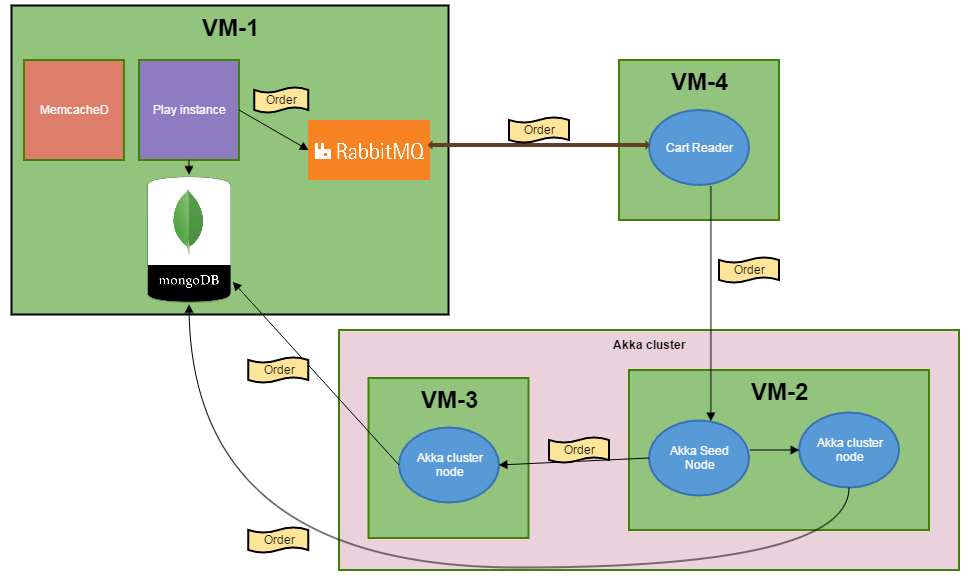 VM-1
MemcacheD
Play instance
Order
RabbitMQ
mongoDB
Order
VM-4
Cart Reader
Order
Akka cluster
Order
VM-3
Akka cluster
node
Order
VM-2
Akka Seed
Node
Akka cluster
node
Order